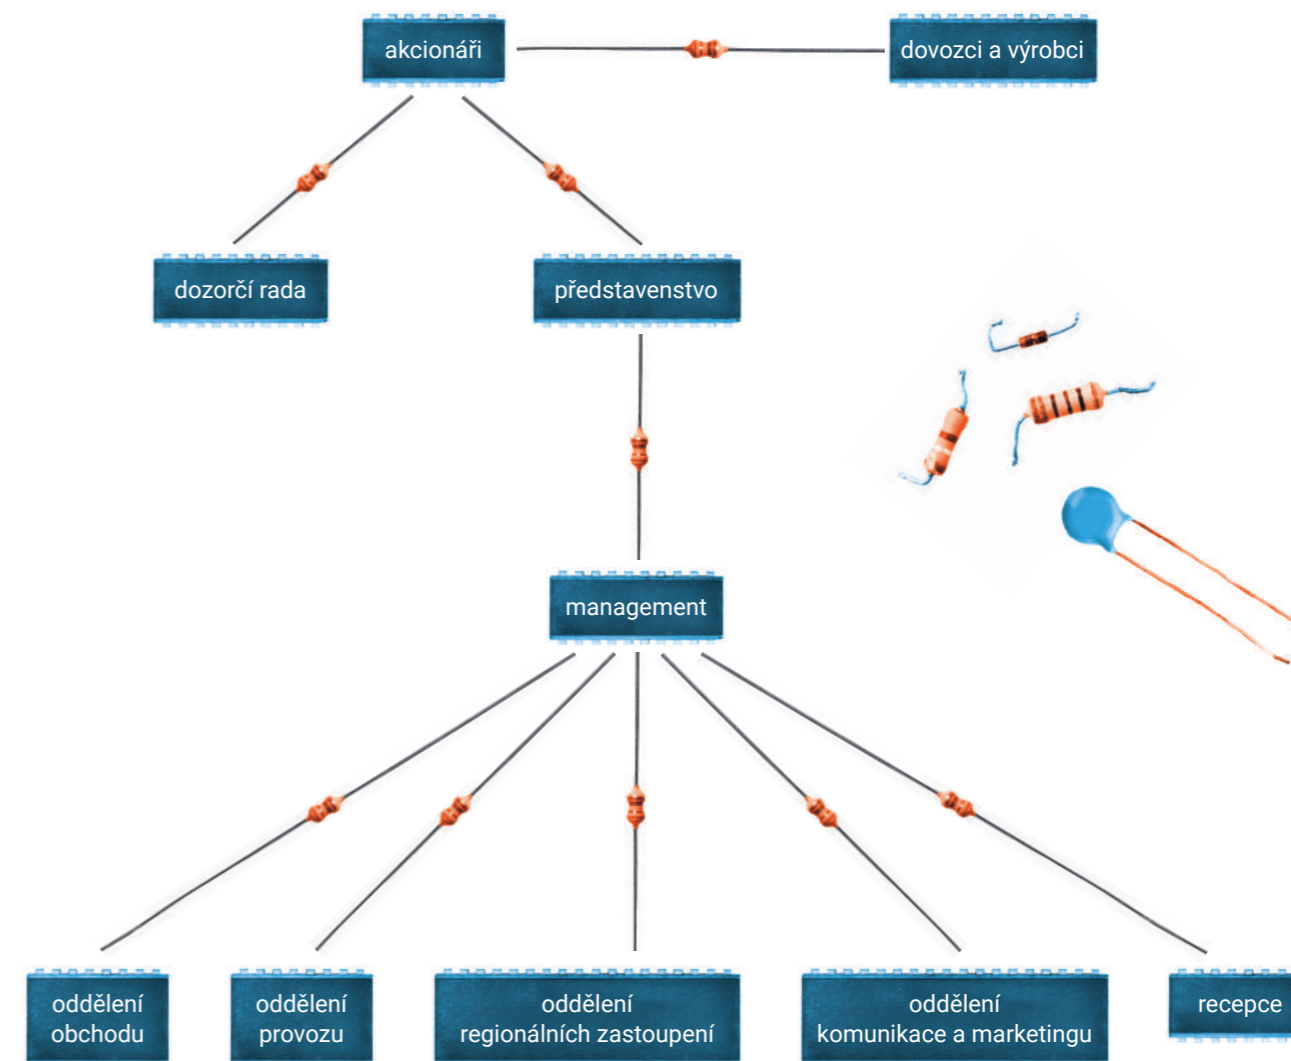 akcionáři
dovozci a výrobci
dozorčí rada
představenstvo
management
oddělení
obchodu
oddělení
provozu
oddělení
regionálních zastoupení
oddělení
komunikace a marketingu
recepce